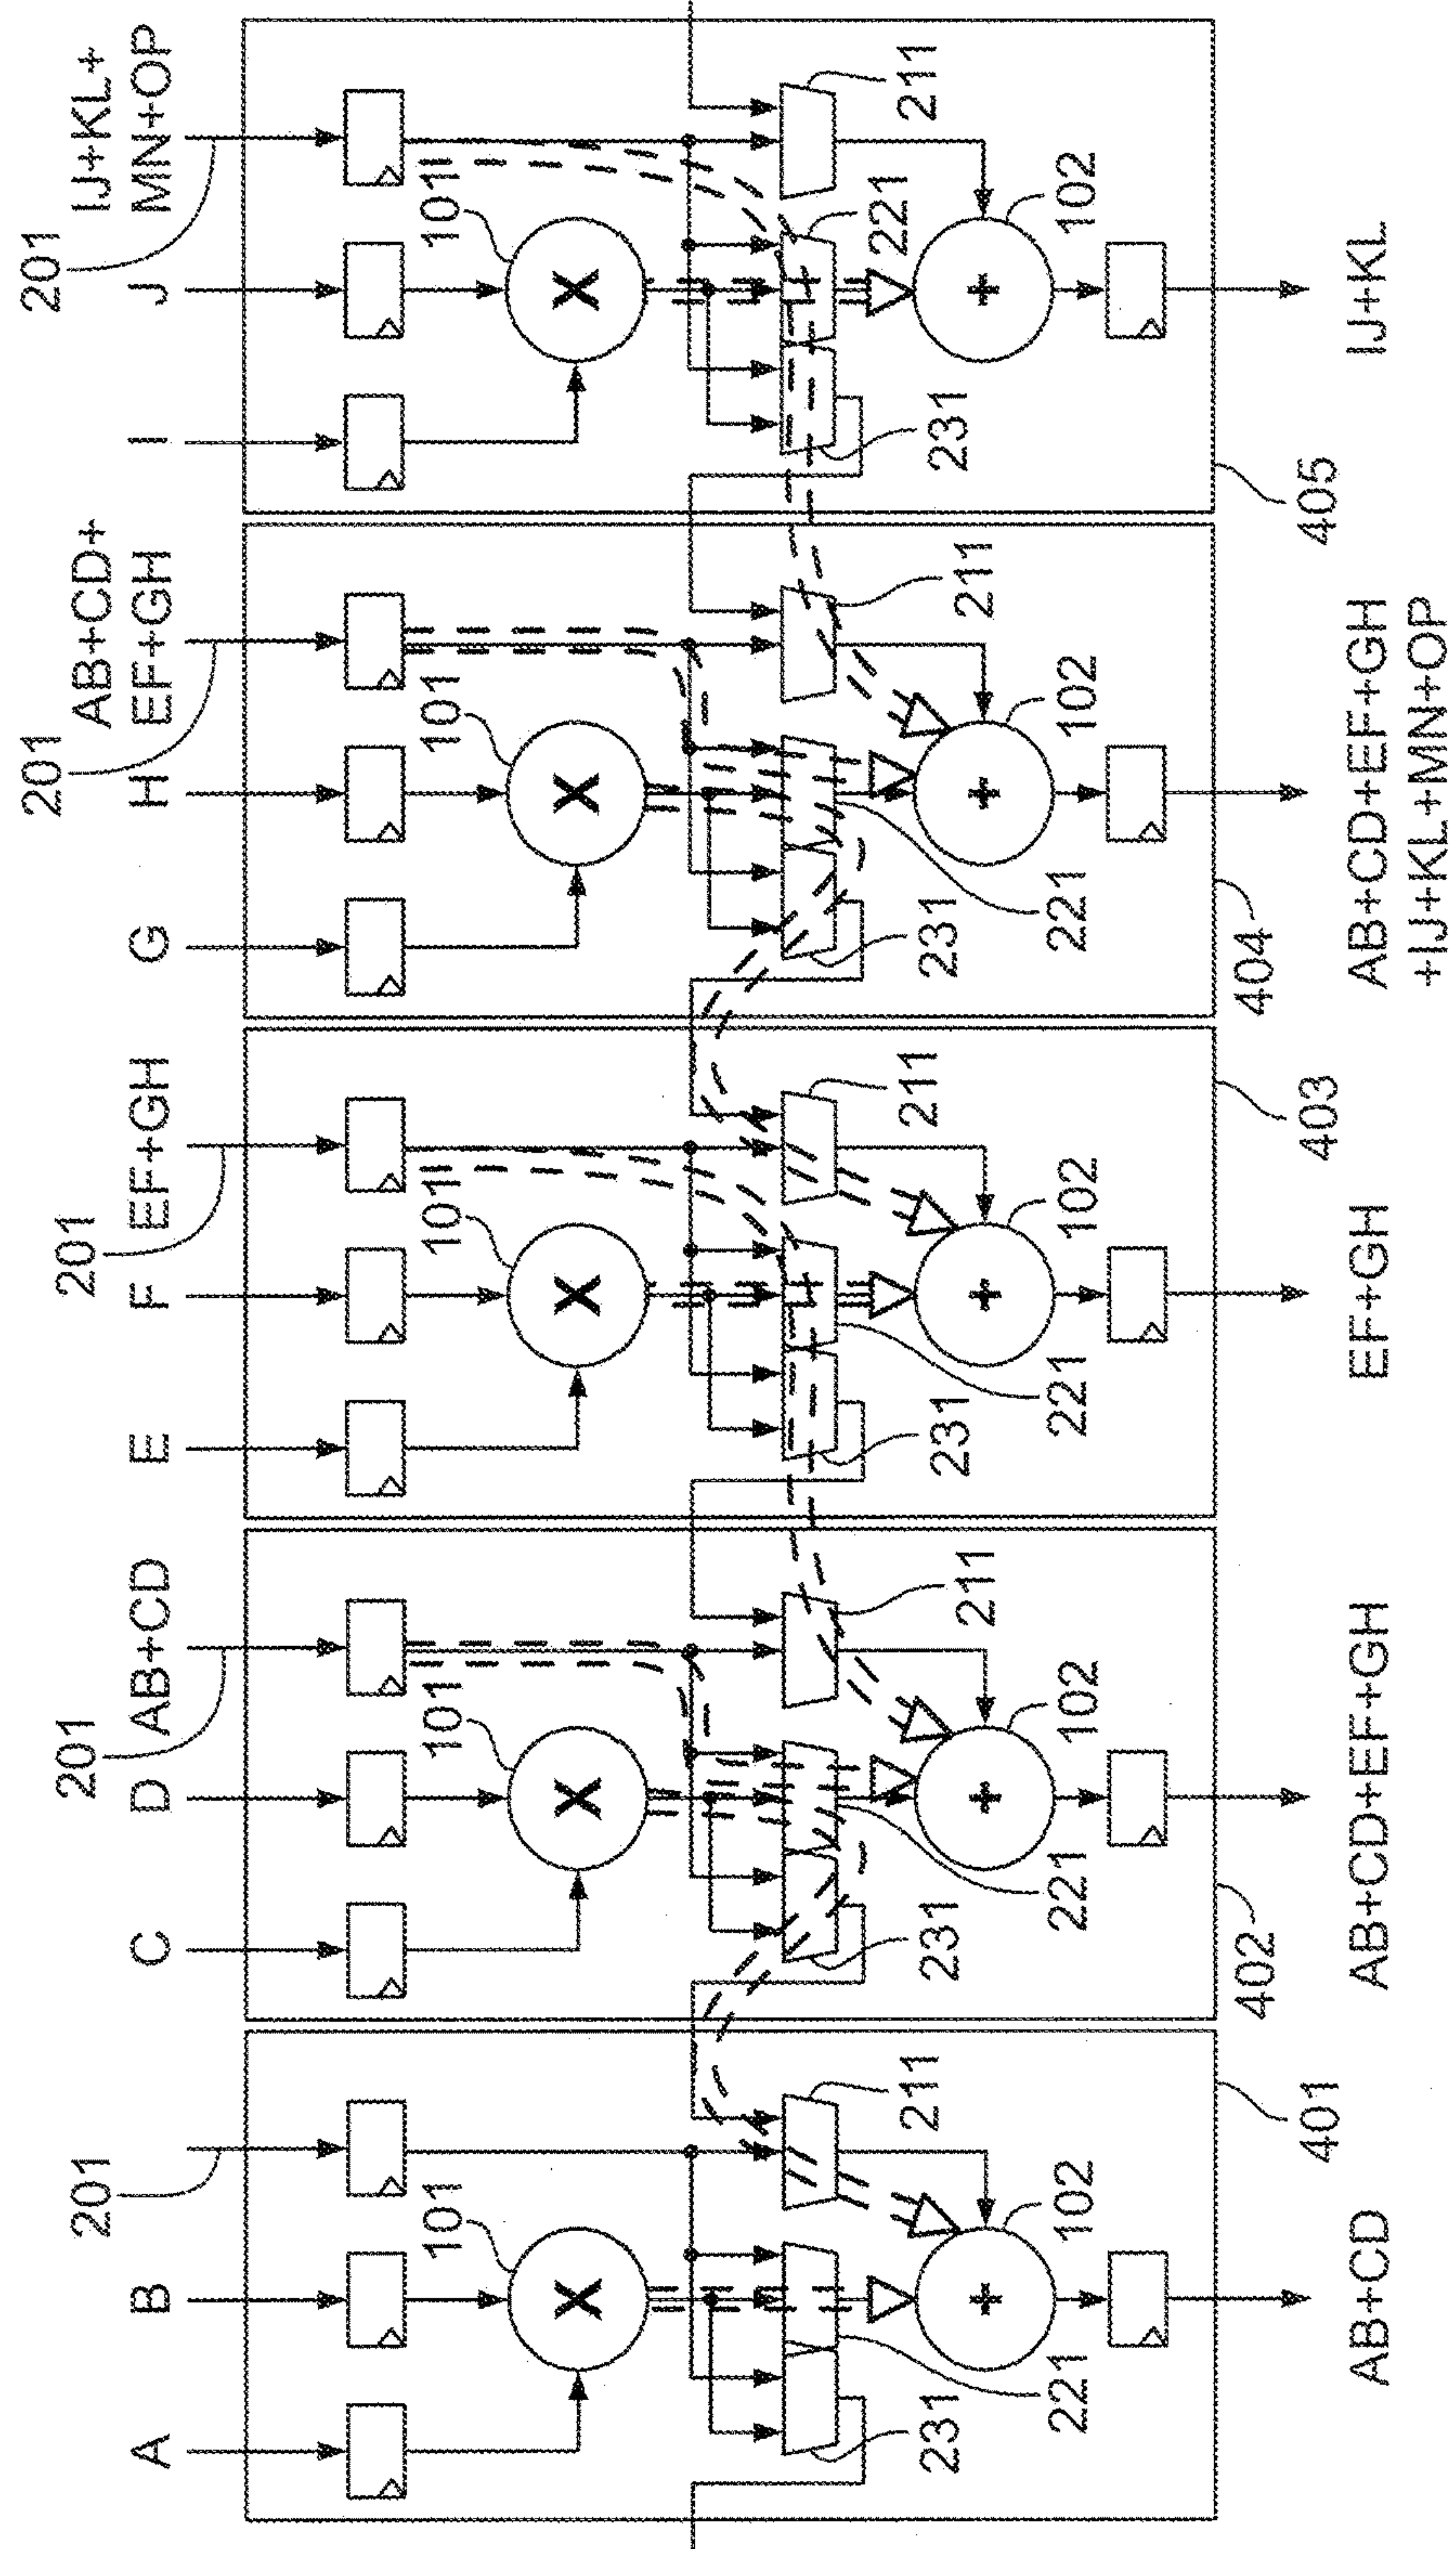 201
A
B
101
X
211
221
231
102
+
401
AB+CD
201
C
D
AB+CD
101
X
211
221
231
102
+
402
AB+CD+EF+GH
201
E
F
EF+GH
101
X
211
221
231
102
+
403
EF+GH
201
G
H
AB+CD+
EF+GH
101
X
211
221
231
102
+
404
AB+CD+EF+GH
+IJ+KL+MN+OP
201
I
J
IJ+KL+
MN+OP
101
X
211
221
231
102
+
405
IJ+KL